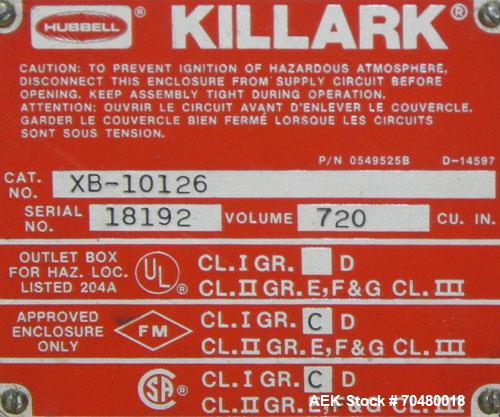 HUBBELL ® KILLARK ®
CAUTION: TO PREVENT IGNITION OF HAZARDOUS ATMOSPHERE,
DISCONNECT THIS ENCLOSURE FROM SUPPLY CIRCUIT BEFORE
OPENING. KEEP ASSEMBLY TIGHT DURING OPERATION.
ATTENTION: OUVRIR LE CIRCUIT AVANT D'ENLEVER LE COUVERCLE.
GARDER LE COUVERCLE BIEN FERMÉ LORSQUE LES CIRCUITS
SONT SOUS TENSION.
P/N 0549525B D-14597
CAT. NO. XB-10126
SERIAL NO. 18192 VOLUME 720 CU. IN.
OUTLET BOX
FOR HAZ. LOC.
LISTED 204A
UL ®
CL. I GR. D
CL. II GR. E, F & G CL. III
APPROVED
ENCLOSURE
ONLY
FM
CL. I GR. C D
CL. II GR. E, F & G CL. III
SA ®
CL. I GR. C D
AEK Stock # 70480018